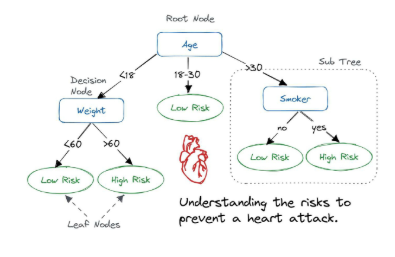 Root Node
Age
Sub Tree
<18
18-30
>30
Decision
Node
Weight
Low Risk
Smoker
<60
>60
no
yes
Low Risk
High Risk
Low Risk
High Risk
Leaf Nodes
Understanding the risks to
prevent a heart attack.